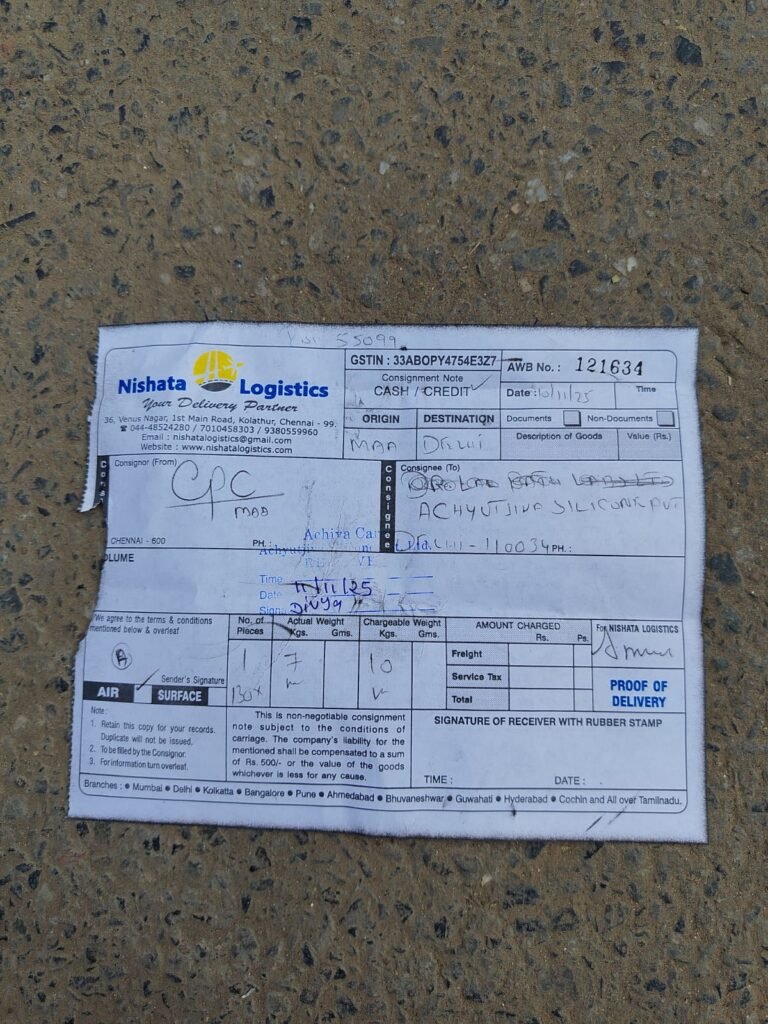 55099
Nishata Logistics
Your Delivery Partner
36, Venus Nagar, 1st Main Road, Kolathur, Chennai - 99.
☎ 044-48524280 / 7010458303 / 9380559960
Email : nishatalogistics@gmail.com
Website : www.nishatalogistics.com
GSTIN : 33ABOPY4754E3Z7
Consignment Note
CASH / CREDIT ✓
AWB No. : 121634
Date : 10/11/25 Time
ORIGIN DESTINATION
MAA DELHI
Documents Non-Documents
Description of Goods Value (Rs.)
Consignor (From)
CPC
MAA
CHENNAI - 600 PH.
Consignee
Consignee (To)
ACHYUTJIVA SILICONE PVT
DELHI - 110034 PH.:
OLUME
Achiva
Ltd.
Time
Date 11/11/25
Sign. Divya
We agree to the terms & conditions
mentioned below & overleaf
Sender's Signature
AIR ✓ SURFACE
No. of Pieces
1
Box
Actual Weight
Kgs. Gms.
7
Chargeable Weight
Kgs. Gms.
10
AMOUNT CHARGED
Rs. Ps.
Freight
Service Tax
Total
For NISHATA LOGISTICS
PROOF OF
DELIVERY
Note:
1. Retain this copy for your records.
Duplicate will not be issued.
2. To be filled by the Consignor.
3. For information turn overleaf.
This is non-negotiable consignment
note subject to the conditions of
carriage. The company's liability for the
mentioned shall be compensated to a sum
of Rs. 500/- or the value of the goods
whichever is less for any cause.
SIGNATURE OF RECEIVER WITH RUBBER STAMP
TIME : DATE :
Branches : ● Mumbai ● Delhi ● Kolkatta ● Bangalore ● Pune ● Ahmedabad ● Bhuvaneshwar ● Guwahati ● Hyderabad ● Cochin and All over Tamilnadu.